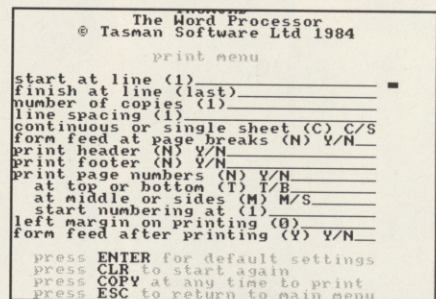 The Word Processor
© Tasman Software Ltd 1984
print menu
start at line (1)
finish at line (last)
number of copies (1)
line spacing (1)
continuous or single sheet (C) C/S
form feed at page breaks (N) Y/N
print header (N) Y/N
print footer (N) Y/N
print page numbers (N) Y/N
at top or bottom (T) T/B
at middle or sides (M) M/S
start numbering at (1)
left margin on printing (0)
form feed after printing (Y) Y/N
press ENTER for default settings
press CLR to start again
press COPY at any time to print
press ESC to return to main menu